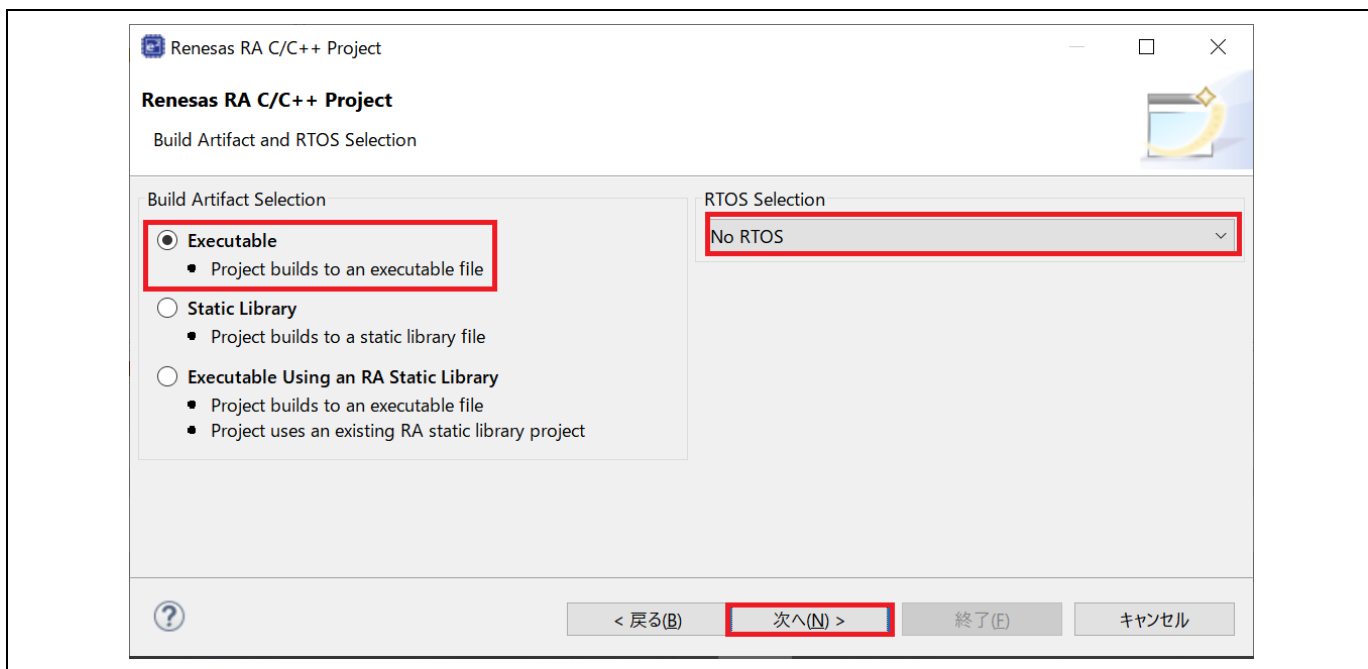 Renesas RA C/C++ Project
Renesas RA C/C++ Project
Build Artifact and RTOS Selection
Build Artifact Selection
Executable
• Project builds to an executable file
Static Library
• Project builds to a static library file
Executable Using an RA Static Library
• Project builds to an executable file
• Project uses an existing RA static library project
RTOS Selection
No RTOS
?
< 戻る(B)
次へ(N) >
終了(F)
キャンセル